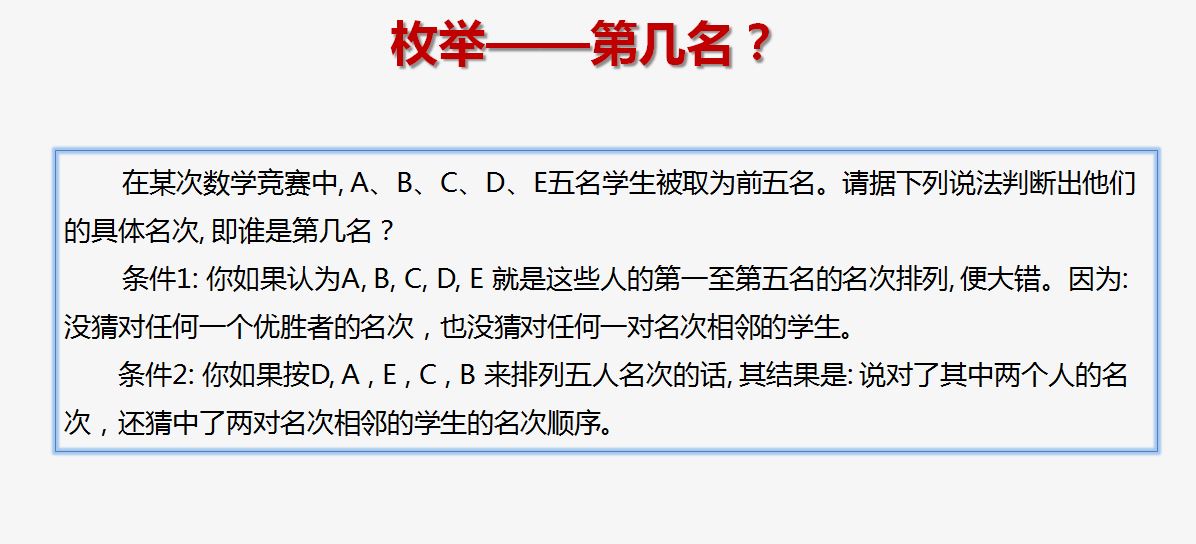 枚举——第几名？
在某次数学竞赛中, A、B、C、D、E五名学生被取为前五名。请据下列说法判断出他们
的具体名次, 即谁是第几名？
条件1: 你如果认为A, B, C, D, E 就是这些人的第一至第五名的名次排列, 便大错。因为:
没猜对任何一个优胜者的名次，也没猜对任何一对名次相邻的学生。
条件2: 你如果按D, A , E , C , B 来排列五人名次的话, 其结果是: 说对了其中两个人的名
次，还猜中了两对名次相邻的学生的名次顺序。